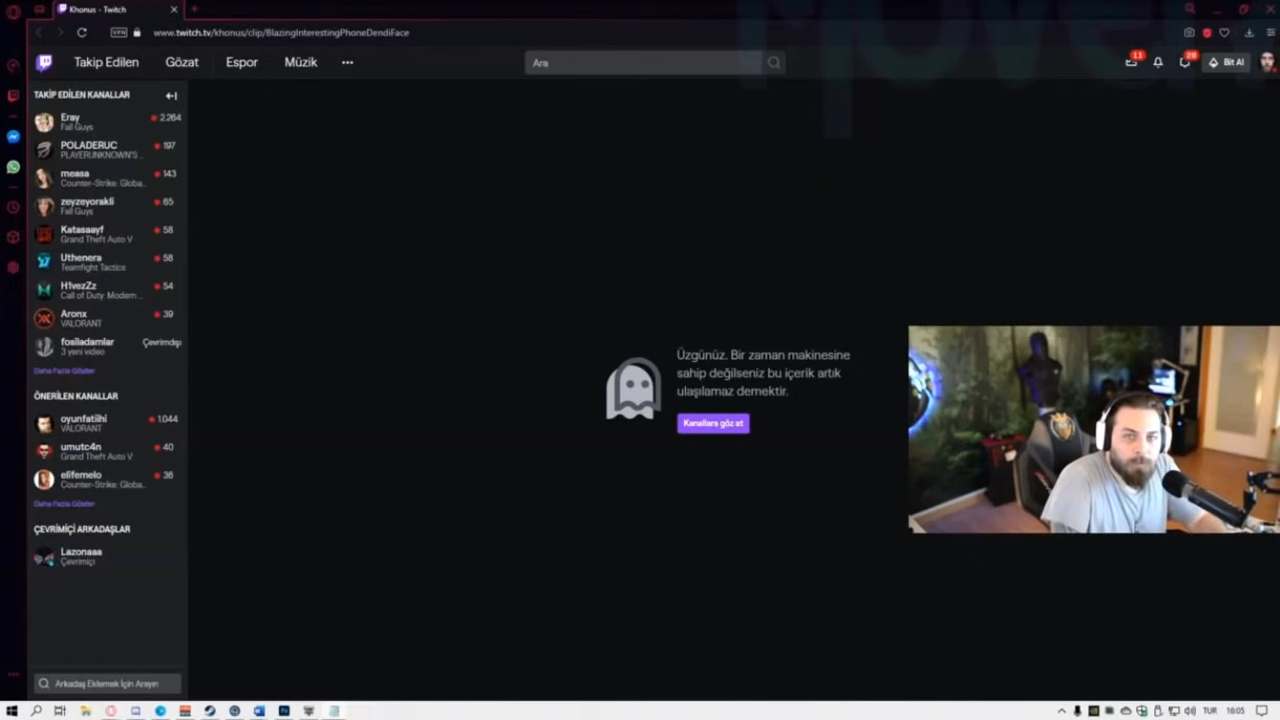 Khonus - Twitch
VPN
www.twitch.tv/khonus/clip/BlazingInterestingPhoneDendiFace
Takip Edilen
Gözat
Espor
Müzik
Ara
11
26
Bit Al
TAKİP EDİLEN KANALLAR
Eray
2.264
Fall Guys
POLADERUC
197
PLAYERUNKNOWN'S ...
measa
143
Counter-Strike: Globa...
zeyzeyorakli
65
Fall Guys
Katasaayf
58
Grand Theft Auto V
Uthenera
58
Teamfight Tactics
H1vezZz
54
Call of Duty: Modern ...
Aronx
39
VALORANT
fosiladamlar
Çevrimdışı
3 yeni video
Daha Fazla Göster
ÖNERİLEN KANALLAR
oyunfatiihi
1.044
VALORANT
umutc4n
40
Grand Theft Auto V
elifemelo
36
Counter-Strike: Globa...
Daha Fazla Göster
ÇEVRİMİÇİ ARKADAŞLAR
Lazonaaa
Çevrimiçi
Üzgünüz. Bir zaman makinesine
sahip değilseniz bu içerik artık
ulaşılamaz demektir.
Kanallara göz at
Arkadaş Eklemek İçin Arayın
TUR
16:05